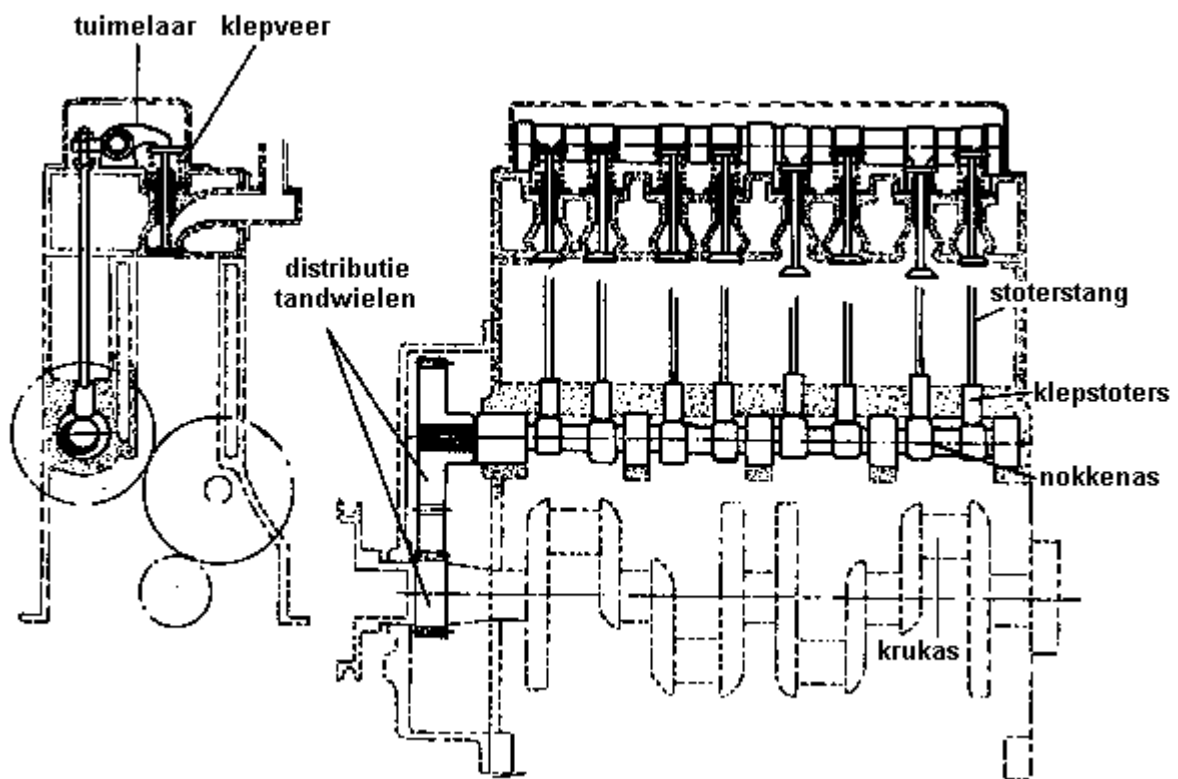 tuimelaar
klepveer
distributie
tandwielen
stoterstang
klepstoters
nokkenas
krukas